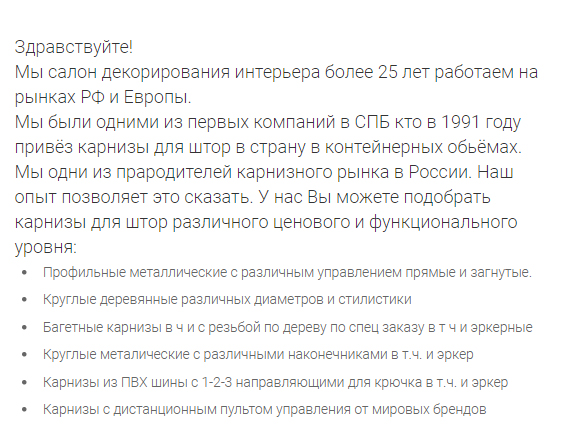 Здравствуйте!
Мы салон декорирования интерьера более 25 лет работаем на
рынках РФ и Европы.
Мы были одними из первых компаний в СПБ кто в 1991 году
привёз карнизы для штор в страну в контейнерных обьёмах.
Мы одни из прародителей карнизного рынка в России. Наш
опыт позволяет это сказать. У нас Вы можете подобрать
карнизы для штор различного ценового и функционального
уровня:
• Профильные металлические с различным управлением прямые и загнутые.
• Круглые деревянные различных диаметров и стилистики
• Багетные карнизы в ч и с резьбой по дереву по спец заказу в т ч и эркерные
• Круглые металические с различными наконечниками в т.ч. и эркер
• Карнизы из ПВХ шины с 1-2-3 направляющими для крючка в т.ч. и эркер
• Карнизы с дистанционным пультом управления от мировых брендов